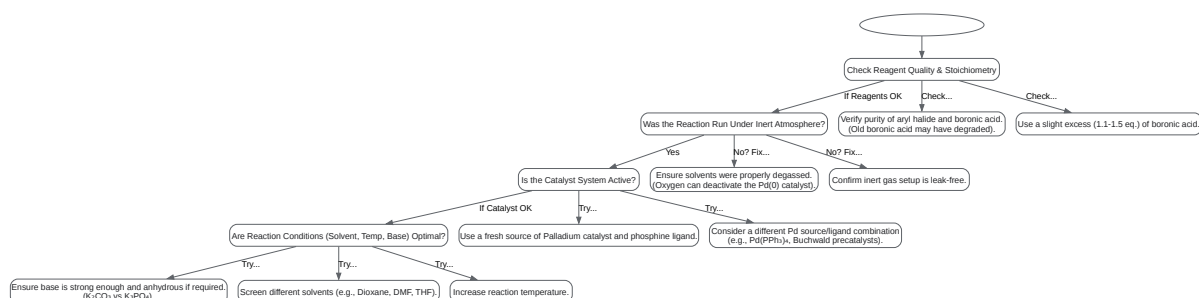 Check Reagent Quality & Stoichiometry
If Reagents OK
Check...
Check...
Was the Reaction Run Under Inert Atmosphere?
Verify purity of aryl halide and boronic acid.
(Old boronic acid may have degraded).
Use a slight excess (1.1-1.5 eq.) of boronic acid.
Yes
No? Fix...
No? Fix...
Is the Catalyst System Active?
Ensure solvents were properly degassed.
(Oxygen can deactivate the Pd(0) catalyst).
Confirm inert gas setup is leak-free.
If Catalyst OK
Try...
Try...
Are Reaction Conditions (Solvent, Temp, Base) Optimal?
Use a fresh source of Palladium catalyst and phosphine ligand.
Consider a different Pd source/ligand combination
(e.g., Pd(PPh₃)₄, Buchwald precatalysts).
Try...
Try...
Try...
Ensure base is strong enough and anhydrous if required.
(K₂CO₃ vs K₃PO₄)
Screen different solvents (e.g., Dioxane, DMF, THF).
Increase reaction temperature.